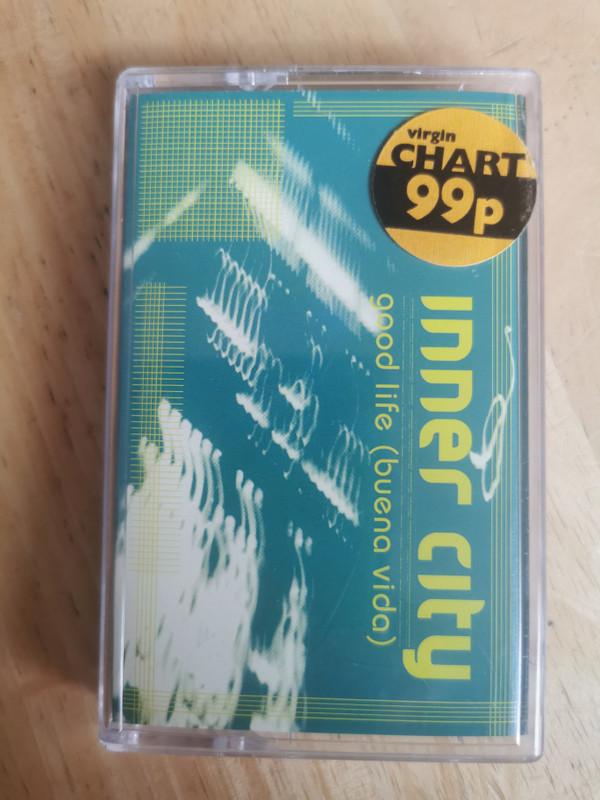 virgin
CHART
99p
inner city
good life (buena vida)